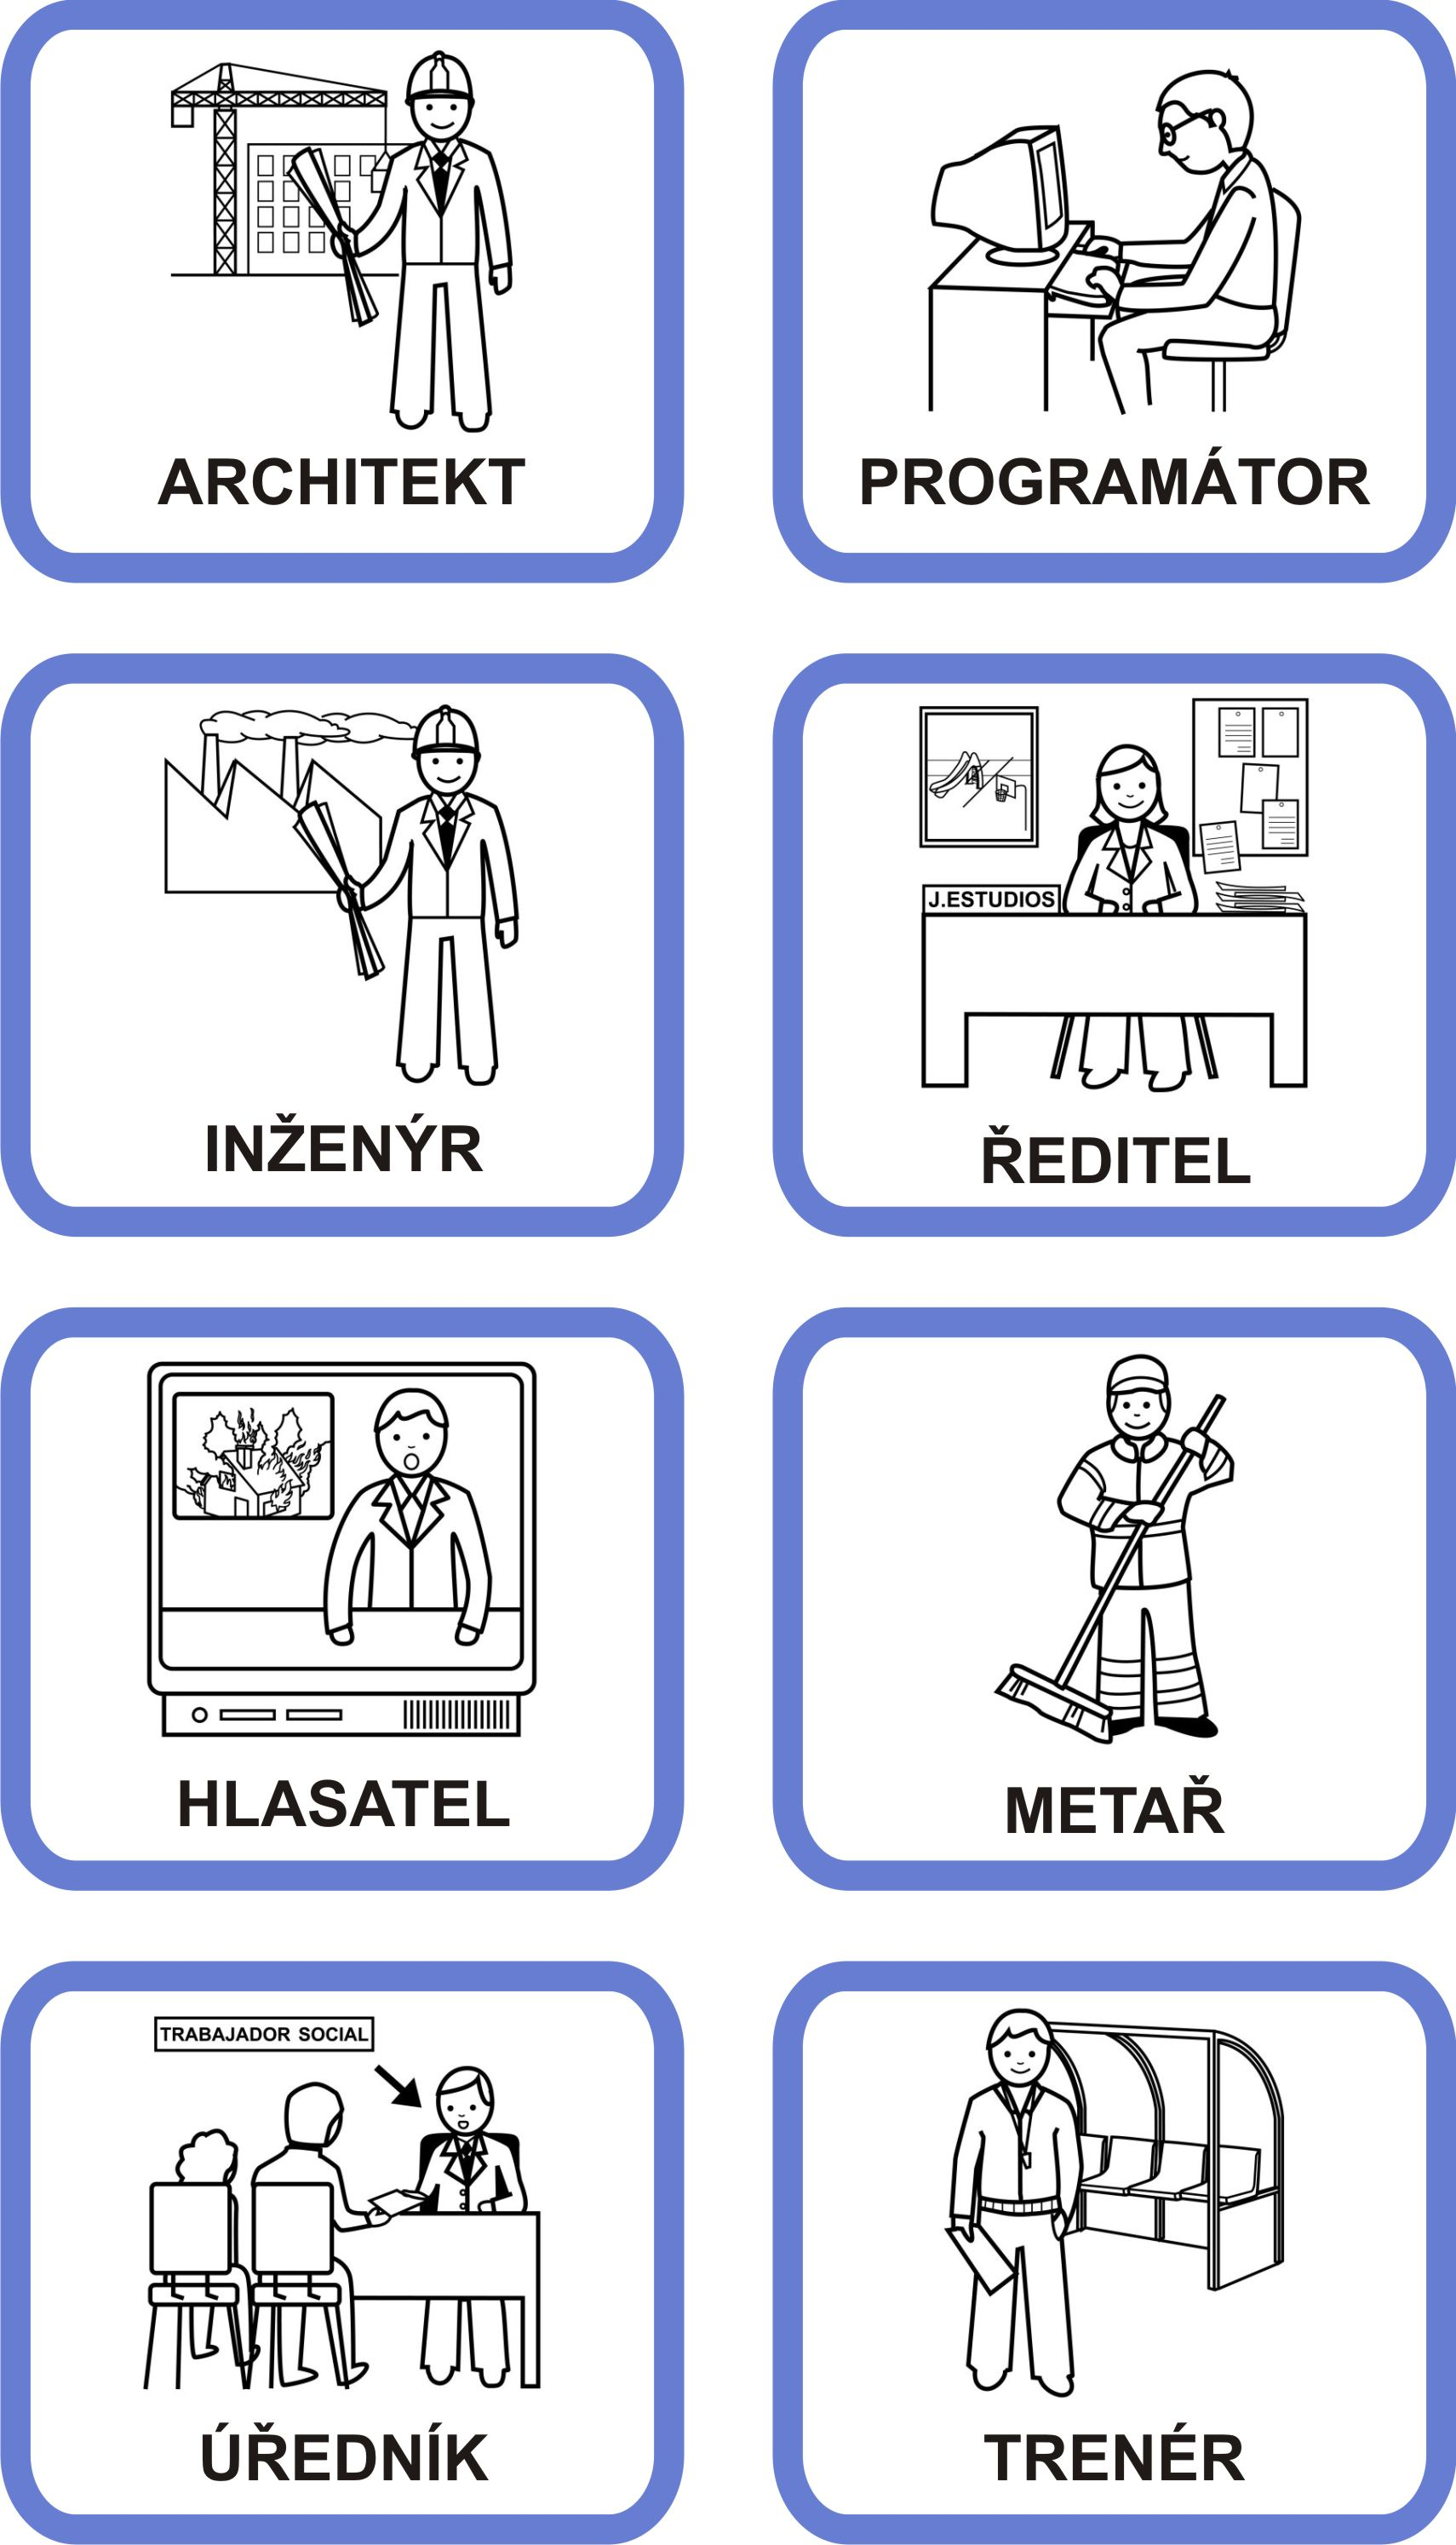 ARCHITEKT
PROGRAMÁTOR
INŽENÝR
J.ESTUDIOS
ŘEDITEL
HLASATEL
METAŘ
TRABAJADOR SOCIAL
ÚŘEDNÍK
TRENÉR